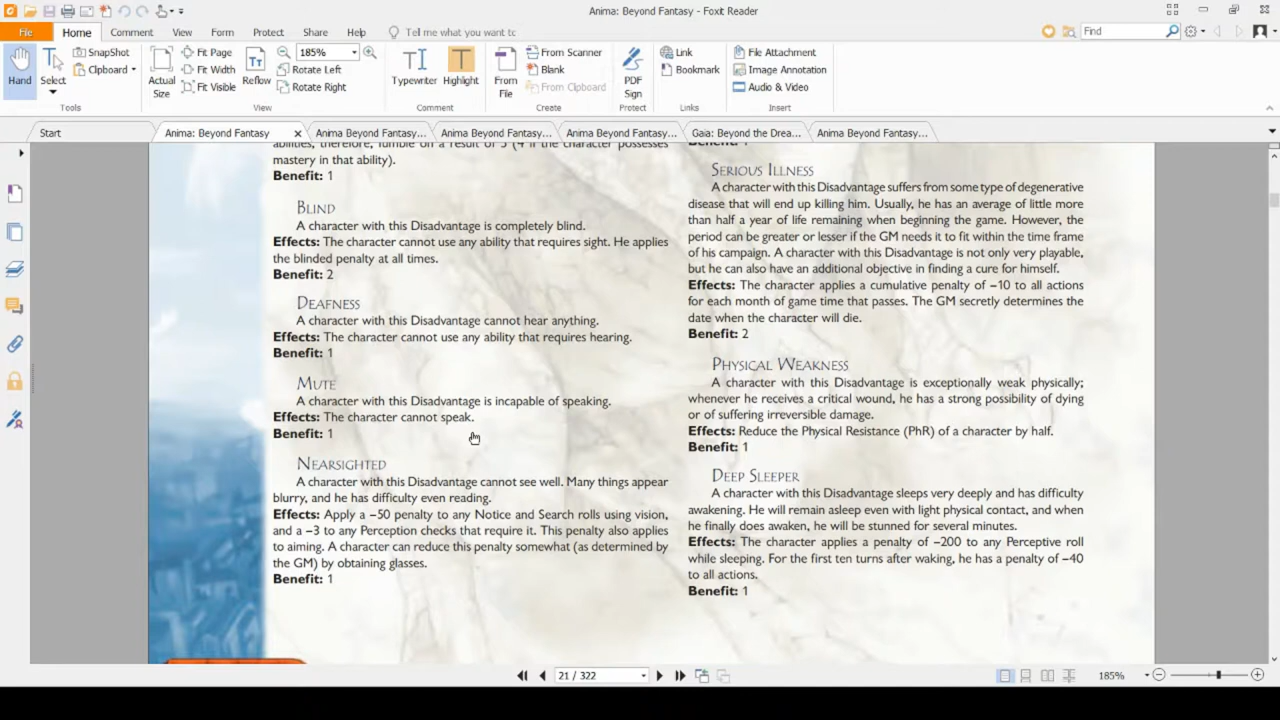 Anima: Beyond Fantasy - Foxit Reader
File Home Comment View Form Protect Share Help Tell me what you want tc
Find
Hand
Select
SnapShot
Clipboard
Tools
Actual Size
Fit Page
Fit Width
Fit Visible
Reflow
185%
Rotate Left
Rotate Right
View
Typewriter
Highlight
Comment
From File
From Scanner
Blank
From Clipboard
Create
PDF Sign
Protect
Link
Bookmark
Links
File Attachment
Image Annotation
Audio & Video
Insert
Start Anima: Beyond Fantasy Anima Beyond Fantasy... Anima Beyond Fantasy... Anima Beyond Fantasy... Gaia: Beyond the Drea... Anima Beyond Fantasy...
abilities, therefore, fumble on a result of 5 (4 if the character possesses
mastery in that ability).
Benefit: 1
BLIND
A character with this Disadvantage is completely blind.
Effects: The character cannot use any ability that requires sight. He applies
the blinded penalty at all times.
Benefit: 2
DEAFNESS
A character with this Disadvantage cannot hear anything.
Effects: The character cannot use any ability that requires hearing.
Benefit: 1
MUTE
A character with this Disadvantage is incapable of speaking.
Effects: The character cannot speak.
Benefit: 1
NEARSIGHTED
A character with this Disadvantage cannot see well. Many things appear
blurry, and he has difficulty even reading.
Effects: Apply a –50 penalty to any Notice and Search rolls using vision,
and a –3 to any Perception checks that require it. This penalty also applies
to aiming. A character can reduce this penalty somewhat (as determined by
the GM) by obtaining glasses.
Benefit: 1
Benefit: 1
SERIOUS ILLNESS
A character with this Disadvantage suffers from some type of degenerative
disease that will end up killing him. Usually, he has an average of little more
than half a year of life remaining when beginning the game. However, the
period can be greater or lesser if the GM needs it to fit within the time frame
of his campaign. A character with this Disadvantage is not only very playable,
but he can also have an additional objective in finding a cure for himself.
Effects: The character applies a cumulative penalty of –10 to all actions
for each month of game time that passes. The GM secretly determines the
date when the character will die.
Benefit: 2
PHYSICAL WEAKNESS
A character with this Disadvantage is exceptionally weak physically;
whenever he receives a critical wound, he has a strong possibility of dying
or of suffering irreversible damage.
Effects: Reduce the Physical Resistance (PhR) of a character by half.
Benefit: 1
DEEP SLEEPER
A character with this Disadvantage sleeps very deeply and has difficulty
awakening. He will remain asleep even with light physical contact, and when
he finally does awaken, he will be stunned for several minutes.
Effects: The character applies a penalty of –200 to any Perceptive roll
while sleeping. For the first ten turns after waking, he has a penalty of –40
to all actions.
Benefit: 1
21 / 322
185%